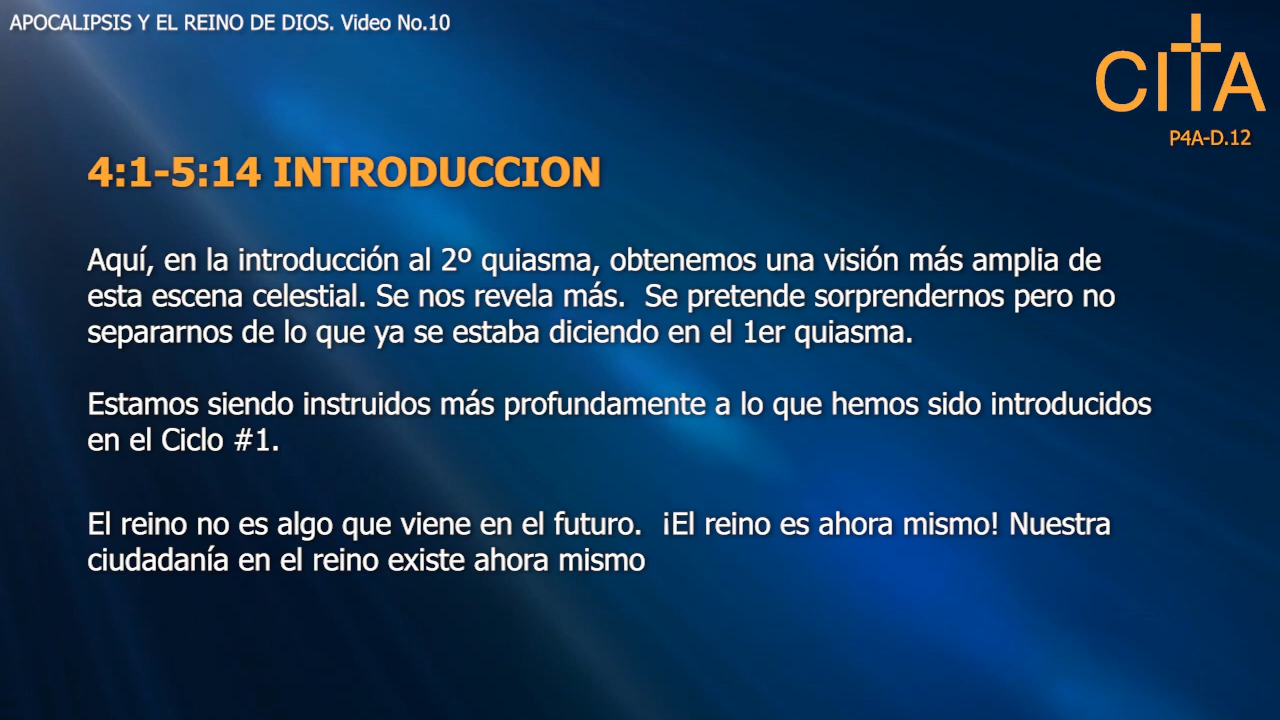 APOCALIPSIS Y EL REINO DE DIOS. Video No.10
CITA
P4A-D.12
4:1-5:14 INTRODUCCION
Aquí, en la introducción al 2º quiasma, obtenemos una visión más amplia de
esta escena celestial. Se nos revela más.  Se pretende sorprendernos pero no
separarnos de lo que ya se estaba diciendo en el 1er quiasma.
Estamos siendo instruidos más profundamente a lo que hemos sido introducidos
en el Ciclo #1.
El reino no es algo que viene en el futuro.  ¡El reino es ahora mismo! Nuestra
ciudadanía en el reino existe ahora mismo